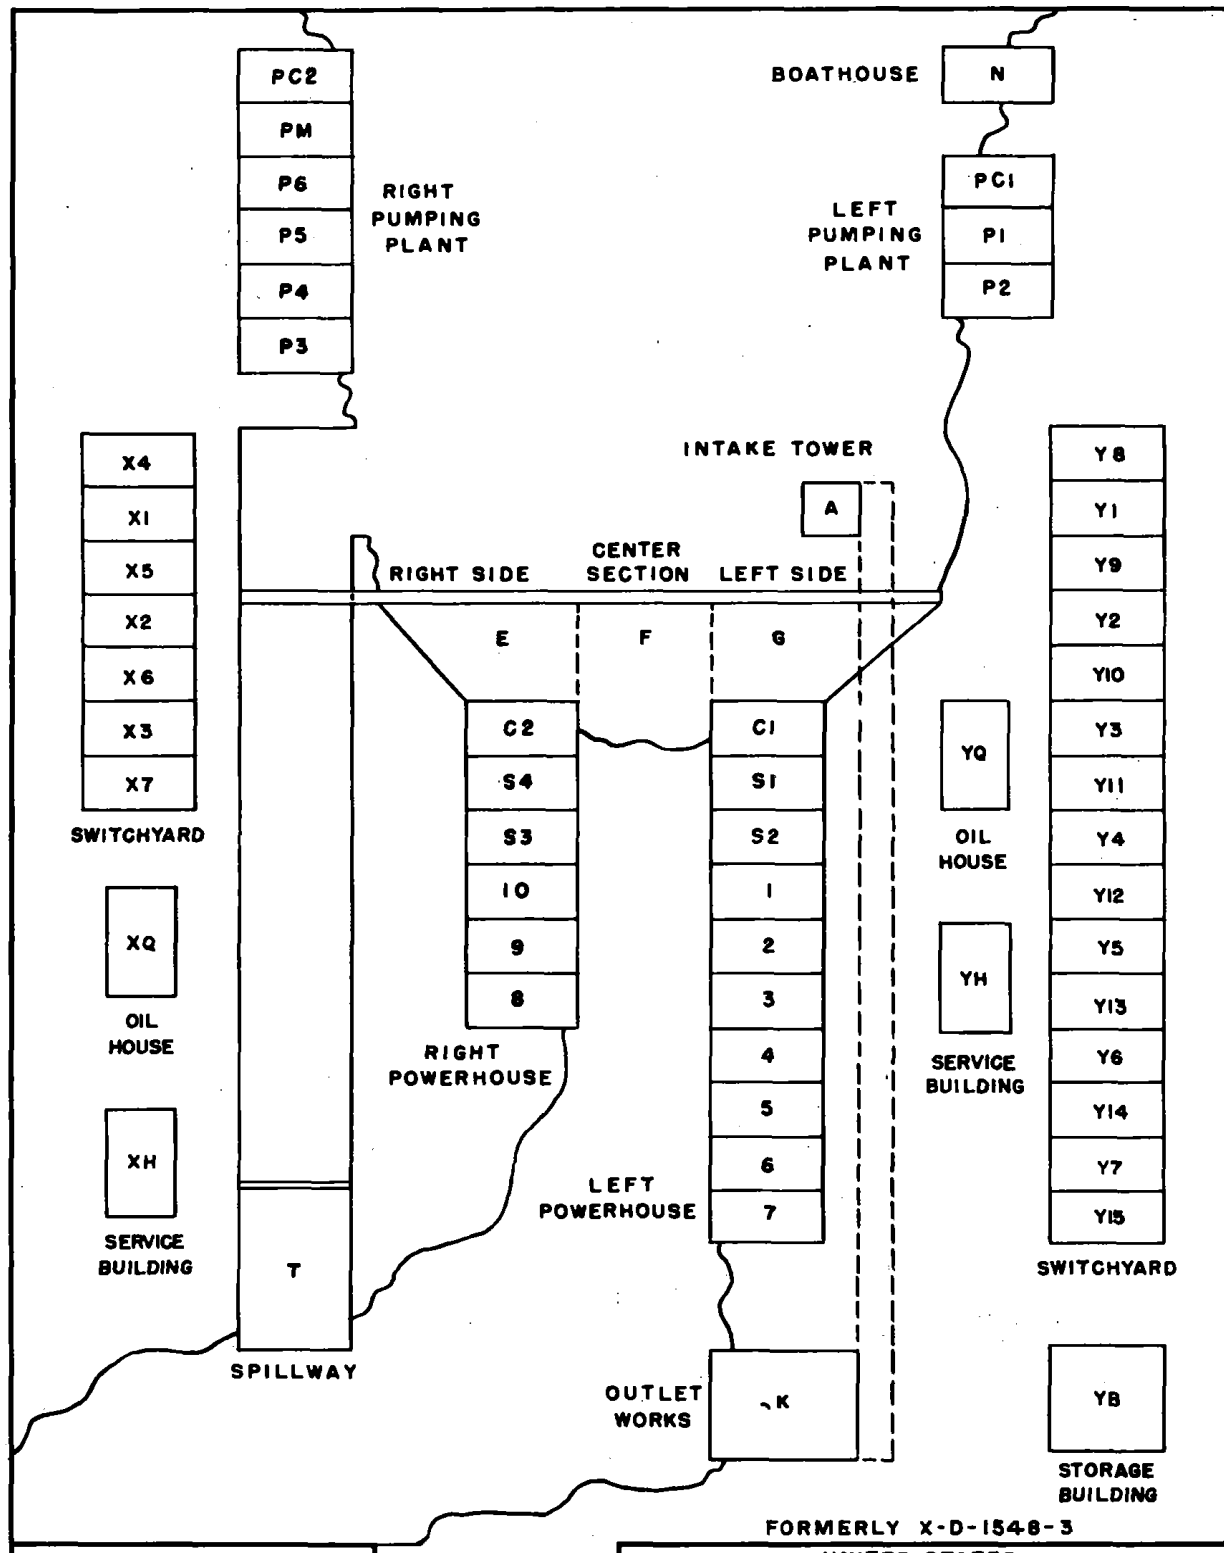 PC2
PM
P6
P5
P4
P3
RIGHT
PUMPING
PLANT
BOATHOUSE
N
LEFT
PUMPING
PLANT
PC1
P1
P2
X4
X1
X5
X2
X6
X3
X7
SWITCHYARD
XQ
OIL
HOUSE
XH
SERVICE
BUILDING
INTAKE TOWER
A
RIGHT SIDE
CENTER
SECTION
LEFT SIDE
E
F
G
C2
S4
S3
10
9
8
RIGHT
POWERHOUSE
C1
S1
S2
1
2
3
4
5
6
7
LEFT
POWERHOUSE
T
SPILLWAY
OUTLET
WORKS
K
YQ
OIL
HOUSE
YH
SERVICE
BUILDING
Y8
Y1
Y9
Y2
Y10
Y3
Y11
Y4
Y12
Y5
Y13
Y6
Y14
Y7
Y15
SWITCHYARD
YB
STORAGE
BUILDING
FORMERLY X-D-1548-3